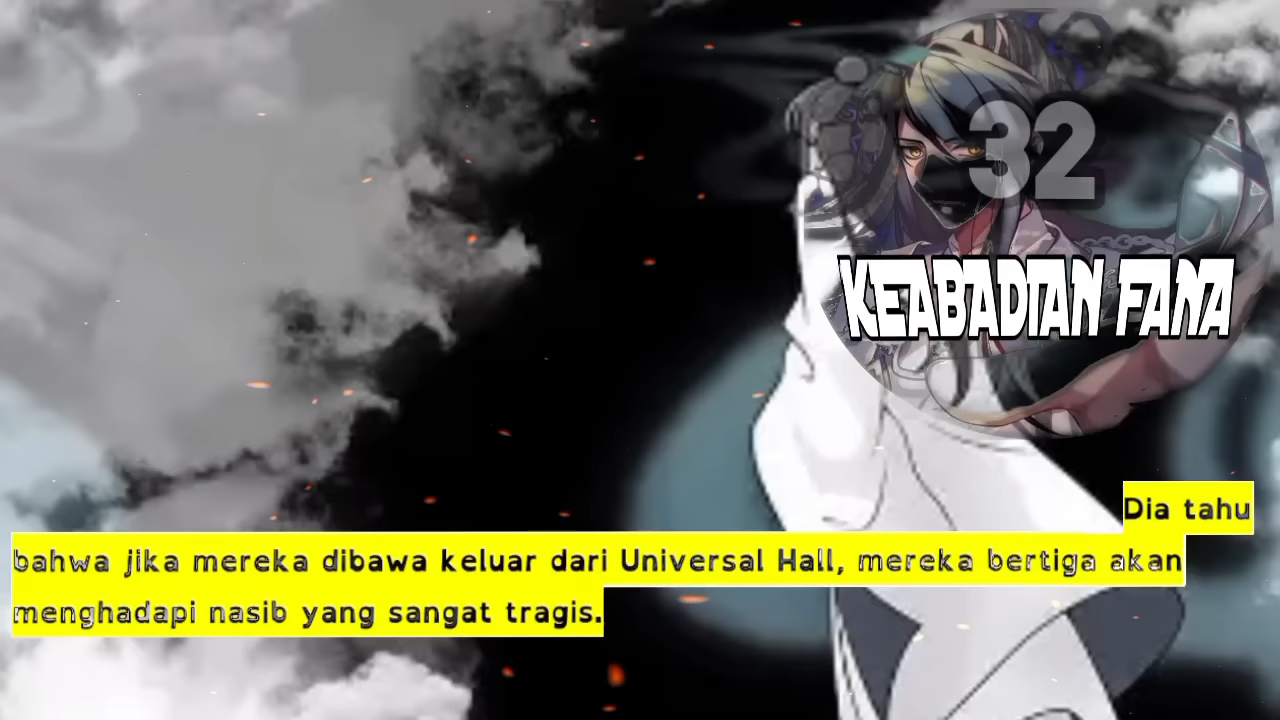 32
KEABADIAN FANA
Dia tahu
bahwa jika mereka dibawa keluar dari Universal Hall, mereka bertiga akan
menghadapi nasib yang sangat tragis.